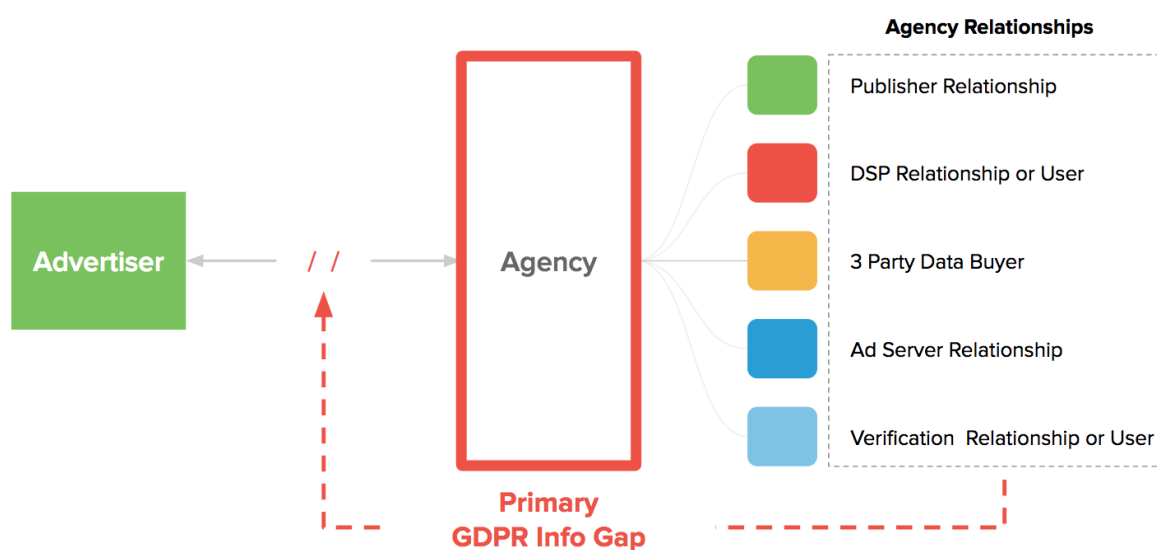 Agency Relationships
Publisher Relationship
DSP Relationship or User
Advertiser
/ /
Agency
3 Party Data Buyer
Ad Server Relationship
Verification Relationship or User
Primary
GDPR Info Gap